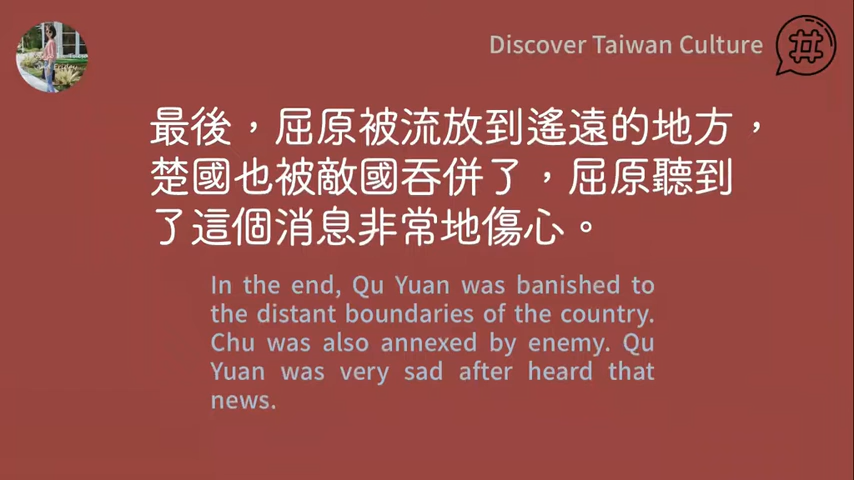 Discover Taiwan Culture
最後，屈原被流放到遙遠的地方，
楚國也被敵國吞併了，屈原聽到
了這個消息非常地傷心。
In the end, Qu Yuan was banished to
the distant boundaries of the country.
Chu was also annexed by enemy. Qu
Yuan was very sad after heard that
news.